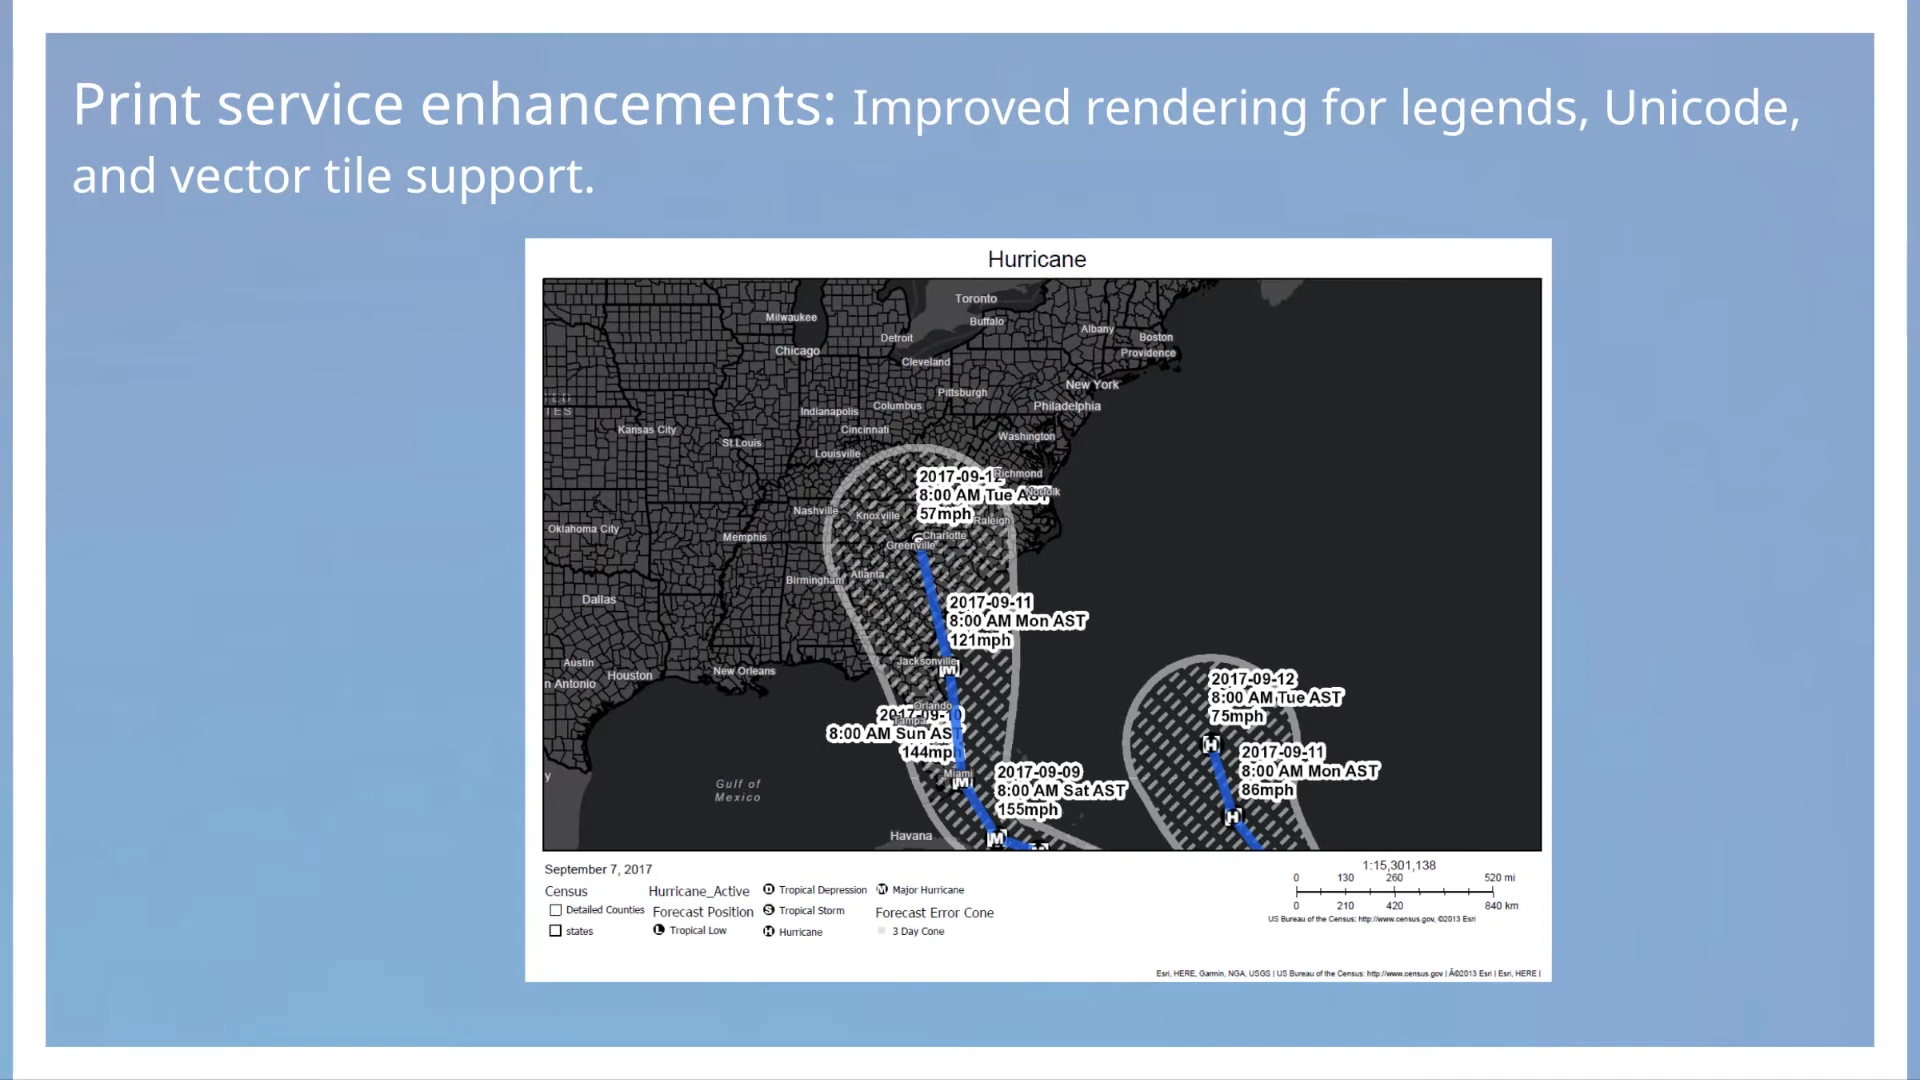 Print service enhancements: Improved rendering for legends, Unicode,
and vector tile support.
Hurricane
Toronto
Milwaukee
Buffalo
Albany
Detroit
Boston
Chicago
Providence
Cleveland
New York
Pittsburgh
Columbus
Philadelphia
Indianapolis
TES
Kansas City
Cincinnati
Washington
St Louis
Louisville
Richmond
2017-09-12
8:00 AM Tue AST
57mph
Norfolk
Nashville
Knoxville
Raleigh
Oklahoma City
Memphis
Charlotte
Greenville
Birmingham
Atlanta
Dallas
2017-09-11
8:00 AM Mon AST
121mph
Austin
Jacksonville
New Orleans
Houston
n Antonio
2017-09-12
8:00 AM Tue AST
75mph
Orlando
Tampa
2017-09-10
8:00 AM Sun AST
144mph
M
H
2017-09-11
8:00 AM Mon AST
86mph
Miami
M
2017-09-09
8:00 AM Sat AST
155mph
y
Gulf of
Mexico
H
Havana
M
September 7, 2017
1:15,301,138
0 130 260 520 mi
0 210 420 840 km
US Bureau of the Census: http://www.census.gov, ©2013 Esri
Census
Detailed Counties
states
Hurricane_Active
Forecast Position
L Tropical Low
D Tropical Depression
S Tropical Storm
H Hurricane
M Major Hurricane
Forecast Error Cone
3 Day Cone
Esri, HERE, Garmin, NGA, USGS | US Bureau of the Census: http://www.census.gov | Â©2013 Esri | Esri, HERE |